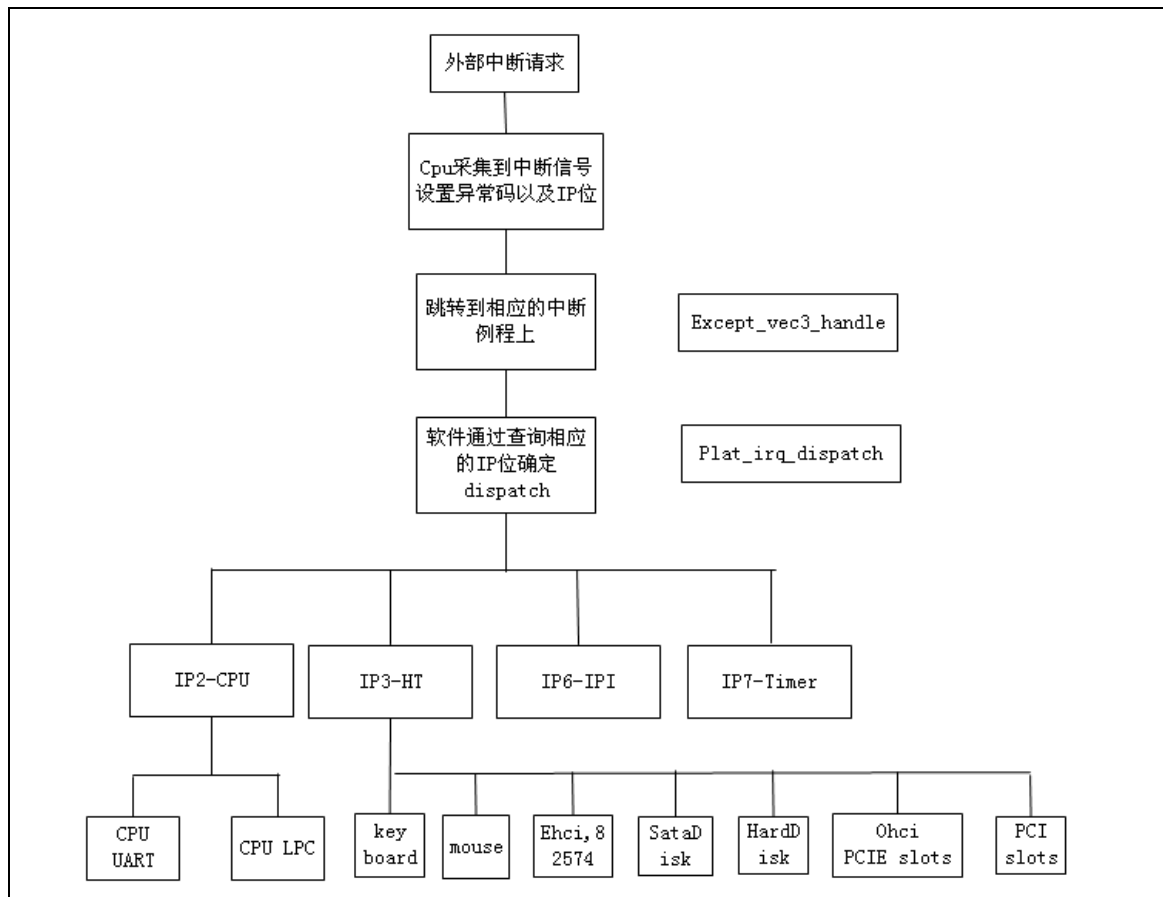 外部中断请求
Cpu采集到中断信号
设置异常码以及IP位
跳转到相应的中断
例程上
Except_vec3_handle
软件通过查询相应
的IP位确定
dispatch
Plat_irq_dispatch
IP2-CPU
IP3-HT
IP6-IPI
IP7-Timer
CPU
UART
CPU LPC
key
board
mouse
Ehci,8
2574
SataD
isk
HardD
isk
Ohci
PCIE slots
PCI
slots